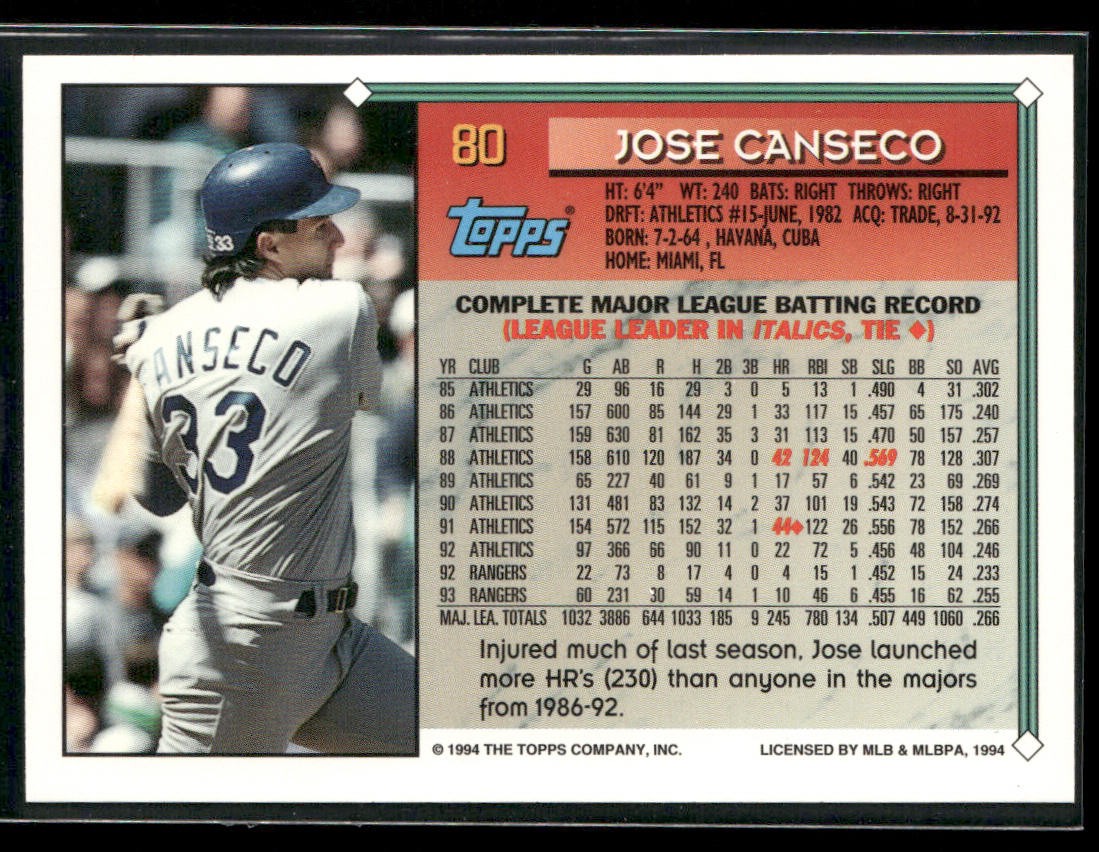 80 JOSE CANSECO
TOPPS®
HT: 6'4" WT: 240 BATS: RIGHT THROWS: RIGHT
DRFT: ATHLETICS #15-JUNE, 1982 ACQ: TRADE, 8-31-92
BORN: 7-2-64 , HAVANA, CUBA
HOME: MIAMI, FL
33
ANSECO
33
COMPLETE MAJOR LEAGUE BATTING RECORD
(LEAGUE LEADER IN ITALICS, TIE ◆)
YR CLUB G AB R H 2B 3B HR RBI SB SLG BB SO AVG
85 ATHLETICS 29 96 16 29 3 0 5 13 1 .490 4 31 .302
86 ATHLETICS 157 600 85 144 29 1 33 117 15 .457 65 175 .240
87 ATHLETICS 159 630 81 162 35 3 31 113 15 .470 50 157 .257
88 ATHLETICS 158 610 120 187 34 0 42 124 40 .569 78 128 .307
89 ATHLETICS 65 227 40 61 9 1 17 57 6 .542 23 69 .269
90 ATHLETICS 131 481 83 132 14 2 37 101 19 .543 72 158 .274
91 ATHLETICS 154 572 115 152 32 1 44◆ 122 26 .556 78 152 .266
92 ATHLETICS 97 366 66 90 11 0 22 72 5 .456 48 104 .246
92 RANGERS 22 73 8 17 4 0 4 15 1 .452 15 24 .233
93 RANGERS 60 231 30 59 14 1 10 46 6 .455 16 62 .255
MAJ. LEA. TOTALS 1032 3886 644 1033 185 9 245 780 134 .507 449 1060 .266
Injured much of last season, Jose launched
more HR's (230) than anyone in the majors
from 1986-92.
© 1994 THE TOPPS COMPANY, INC. LICENSED BY MLB & MLBPA, 1994